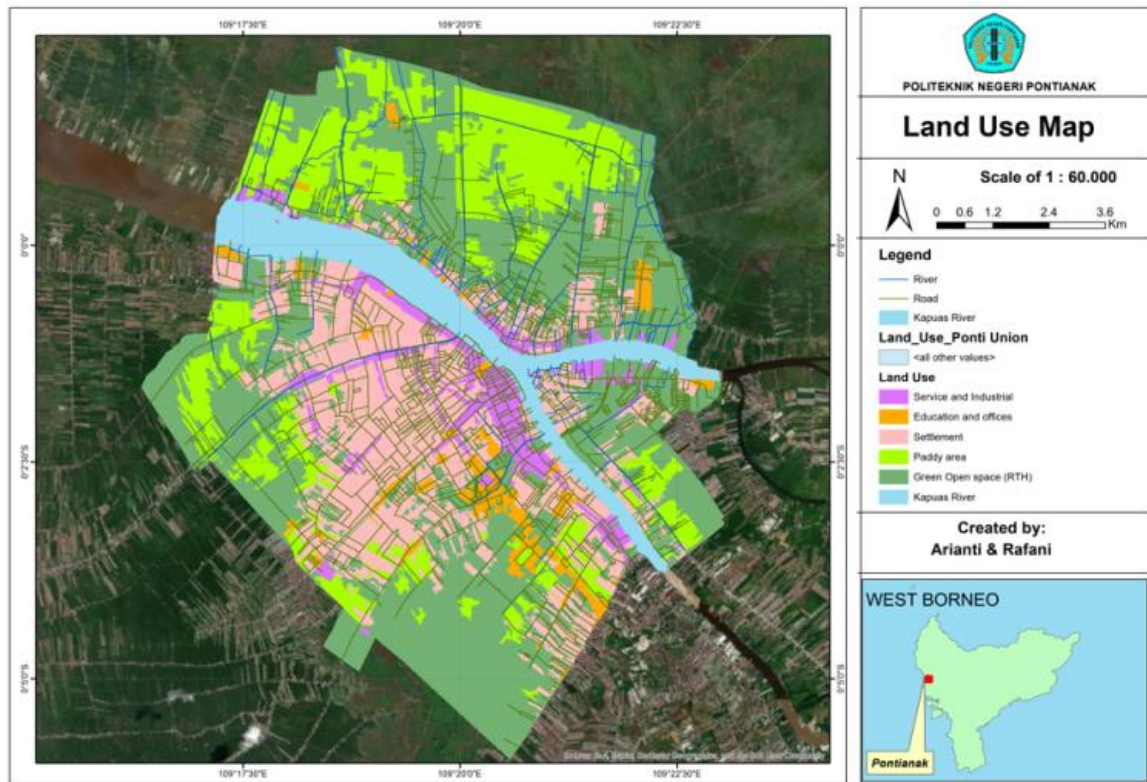 109°17'30"E
109°20'0"E
109°22'30"E
0°0'0"
0°2'30"S
0°5'0"S
0°0'0"
0°2'30"S
0°5'0"S
109°17'30"E
109°20'0"E
109°22'30"E
POLITEKNIK NEGERI PONTIANAK
Land Use Map
N
Scale of 1 : 60.000
0 0.6 1.2 2.4 3.6
Km
Legend
River
Road
Kapuas River
Land_Use_Ponti Union
<all other values>
Land Use
Service and Industrial
Education and offices
Settlement
Paddy area
Green Open space (RTH)
Kapuas River
Created by:
Arianti & Rafani
WEST BORNEO
Pontianak